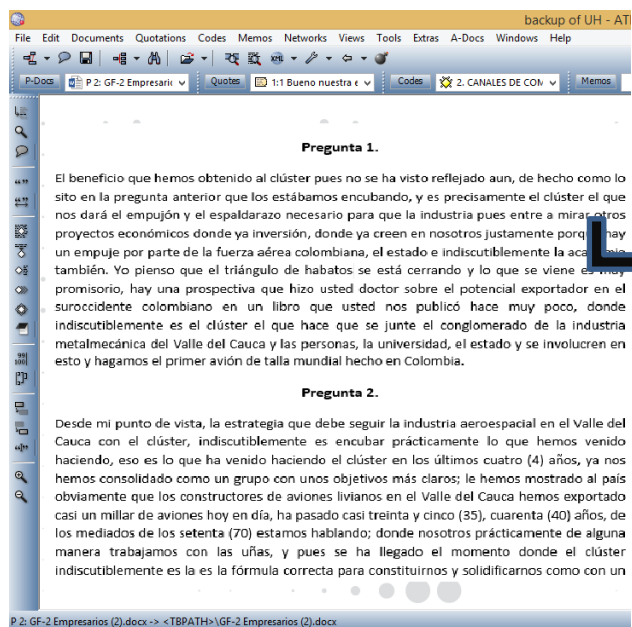 backup of UH - ATI
File Edit Documents Quotations Codes Memos Networks Views Tools Extras A-Docs Windows Help
P-Docs P 2: GF-2 Empresario Quotes 1:1 Bueno nuestra e Codes 2. CANALES DE COM Memos
Pregunta 1.
El beneficio que hemos obtenido al clúster pues no se ha visto reflejado aun, de hecho como lo
sito en la pregunta anterior que los estábamos encubando, y es precisamente el clúster el que
nos dará el empujón y el espaldarazo necesario para que la industria pues entre a mirar otros
proyectos económicos donde ya inversión, donde ya creen en nosotros justamente porque hay
un empuje por parte de la fuerza aérea colombiana, el estado e indiscutiblemente la academia
también. Yo pienso que el triángulo de habatos se está cerrando y lo que se viene es muy
promisorio, hay una prospectiva que hizo usted doctor sobre el potencial exportador en el
suroccidente colombiano en un libro que usted nos publicó hace muy poco, donde
indiscutiblemente es el clúster el que hace que se junte el conglomerado de la industria
metalmecánica del Valle del Cauca y las personas, la universidad, el estado y se involucren en
esto y hagamos el primer avión de talla mundial hecho en Colombia.
Pregunta 2.
Desde mi punto de vista, la estrategia que debe seguir la industria aeroespacial en el Valle del
Cauca con el clúster, indiscutiblemente es encubar prácticamente lo que hemos venido
haciendo, eso es lo que ha venido haciendo el clúster en los últimos cuatro (4) años, ya nos
hemos consolidado como un grupo con unos objetivos más claros; le hemos mostrado al país
obviamente que los constructores de aviones livianos en el Valle del Cauca hemos exportado
casi un millar de aviones hoy en día, ha pasado casi treinta y cinco (35), cuarenta (40) años, de
los mediados de los setenta (70) estamos hablando; donde nosotros prácticamente de alguna
manera trabajamos con las uñas, y pues se ha llegado el momento donde el clúster
indiscutiblemente es la es la fórmula correcta para constituirnos y solidificarnos como con un
P 2: GF-2 Empresarios (2).docx -> <TBPATH>\GF-2 Empresarios (2).docx